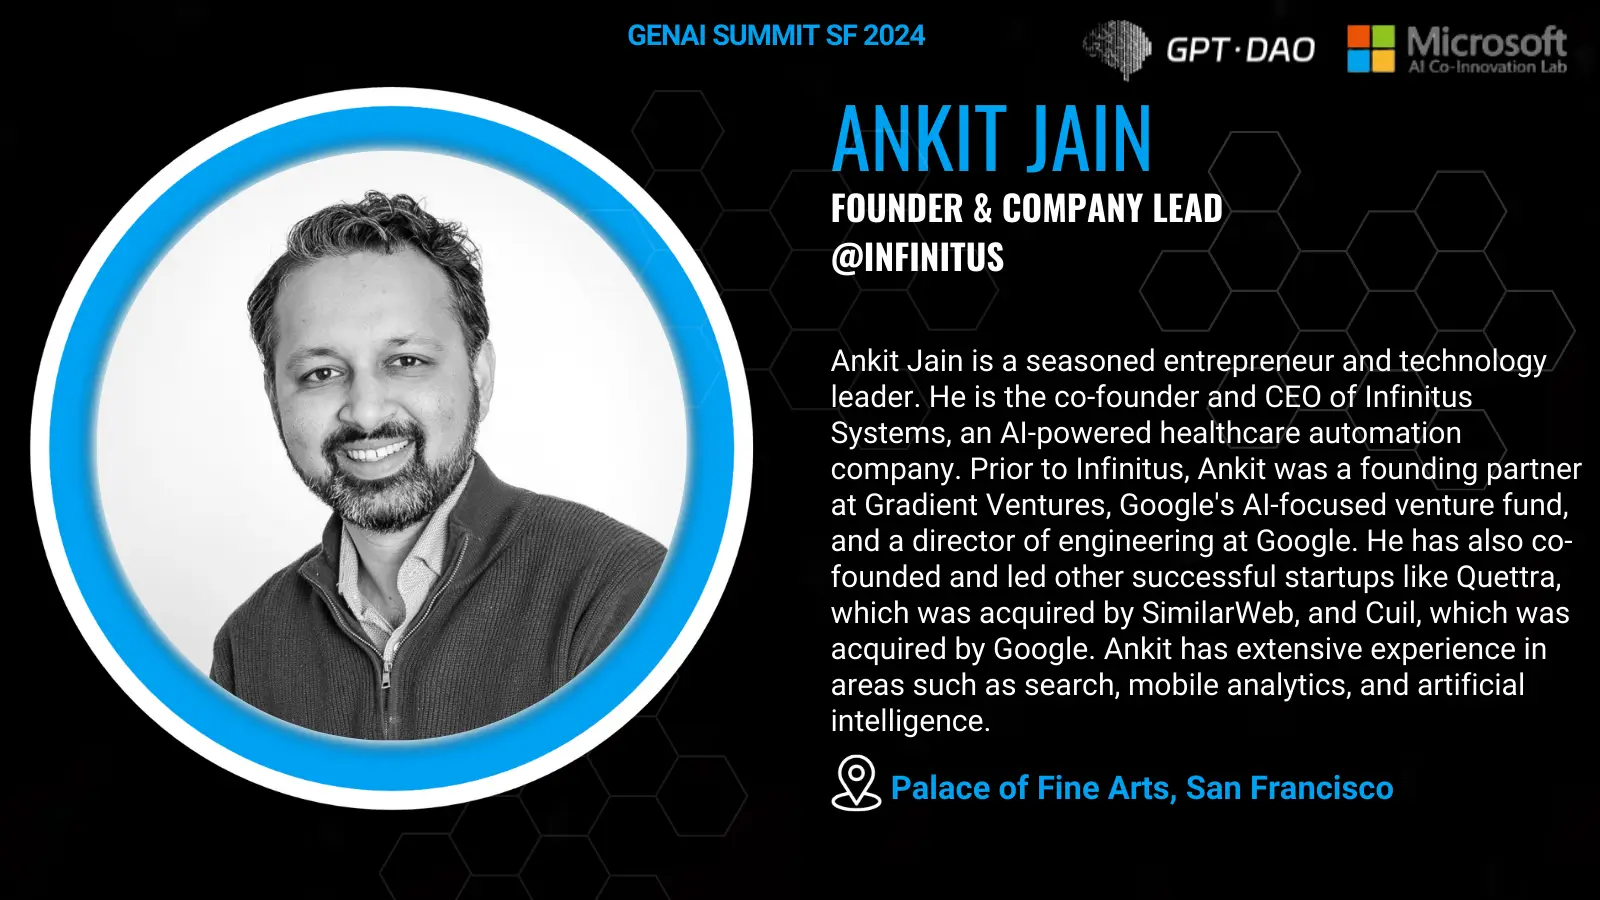 GENAI SUMMIT SF 2024
GPT·DAO
Microsoft
AI Co-Innovation Lab
ANKIT JAIN
FOUNDER & COMPANY LEAD
@INFINITUS
Ankit Jain is a seasoned entrepreneur and technology
leader. He is the co-founder and CEO of Infinitus
Systems, an AI-powered healthcare automation
company. Prior to Infinitus, Ankit was a founding partner
at Gradient Ventures, Google's AI-focused venture fund,
and a director of engineering at Google. He has also co-
founded and led other successful startups like Quettra,
which was acquired by SimilarWeb, and Cuil, which was
acquired by Google. Ankit has extensive experience in
areas such as search, mobile analytics, and artificial
intelligence.
Palace of Fine Arts, San Francisco